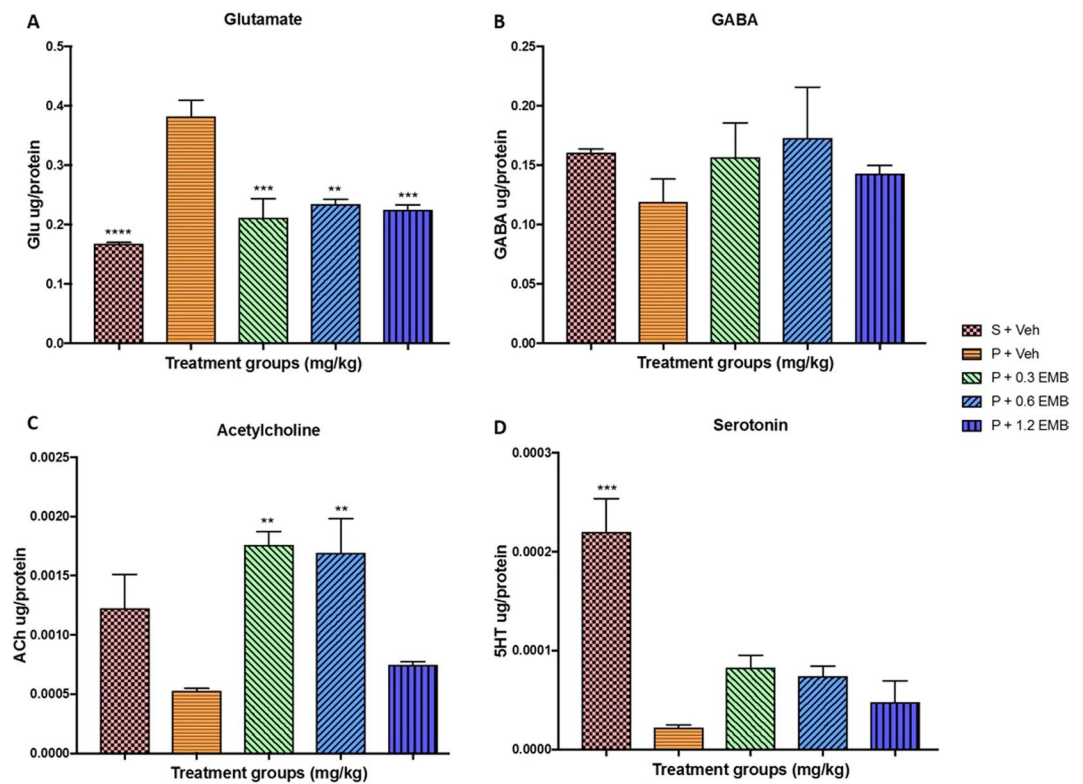 A
Glutamate
Glu ug/protein
0.5
0.4
0.3
0.2
0.1
0.0
****
***
**
***
Treatment groups (mg/kg)
B
GABA
GABA ug/protein
0.25
0.20
0.15
0.10
0.05
0.00
Treatment groups (mg/kg)
S + Veh
P + Veh
P + 0.3 EMB
P + 0.6 EMB
P + 1.2 EMB
C
Acetylcholine
ACh ug/protein
0.0025
0.0020
0.0015
0.0010
0.0005
0.0000
**
**
Treatment groups (mg/kg)
D
Serotonin
5HT ug/protein
0.0003
0.0002
0.0001
0.0000
***
Treatment groups (mg/kg)